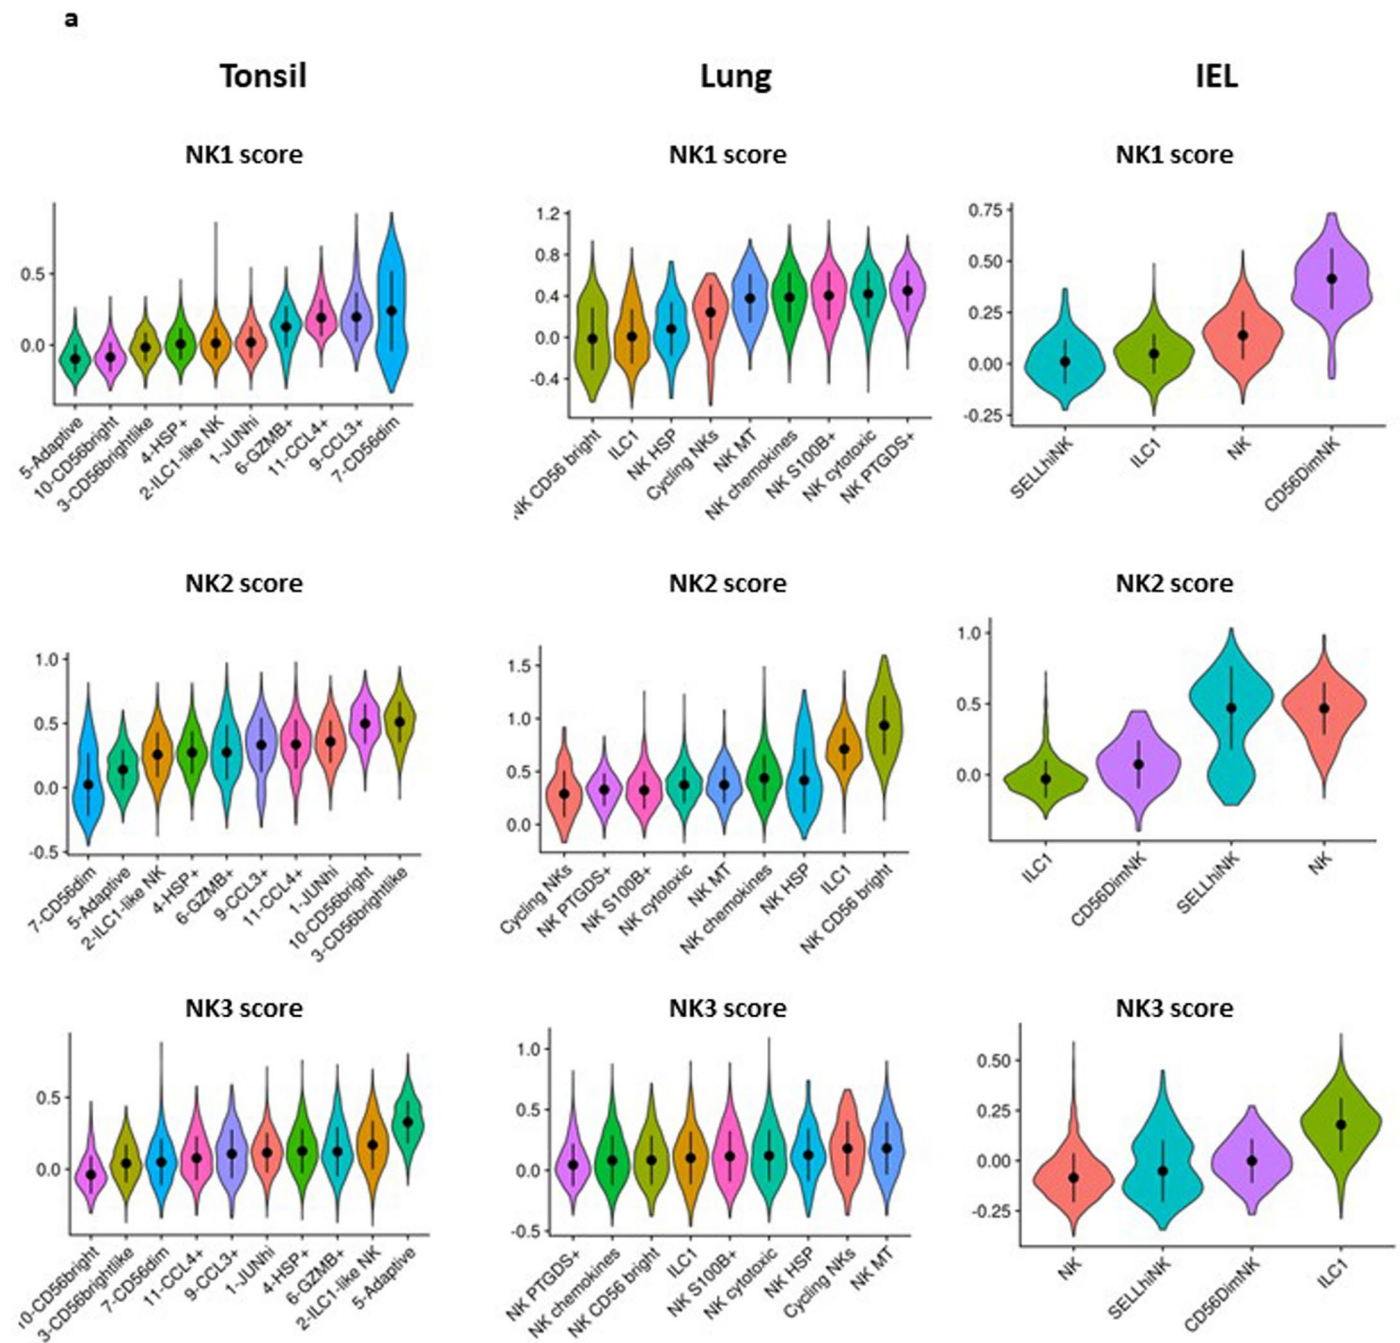 a
Tonsil Lung IEL
NK1 score NK1 score NK1 score
0.5
0.0
5-Adaptive
10-CD56bright
3-CD56brightlike
4-HSP+
2-ILC1-like NK
1-JUNhi
6-GZMB+
11-CCL4+
9-CCL3+
7-CD56dim
1.2
0.8
0.4
0.0
-0.4
NK CD56 bright
ILC1
NK HSP
Cycling NKs
NK MT
NK chemokines
NK S100B+
NK cytotoxic
NK PTGDS+
0.75
0.50
0.25
0.00
-0.25
SELLhiNK
ILC1
NK
CD56DimNK
NK2 score NK2 score NK2 score
1.0
0.5
0.0
-0.5
7-CD56dim
5-Adaptive
2-ILC1-like NK
4-HSP+
6-GZMB+
9-CCL3+
11-CCL4+
1-JUNhi
10-CD56bright
3-CD56brightlike
1.5
1.0
0.5
0.0
Cycling NKs
NK PTGDS+
NK S100B+
NK cytotoxic
NK MT
NK chemokines
NK HSP
ILC1
NK CD56 bright
1.0
0.5
0.0
ILC1
CD56DimNK
SELLhiNK
NK
NK3 score NK3 score NK3 score
0.5
0.0
0-CD56bright
3-CD56brightlike
7-CD56dim
11-CCL4+
9-CCL3+
1-JUNhi
4-HSP+
6-GZMB+
2-ILC1-like NK
5-Adaptive
1.0
0.5
0.0
-0.5
NK PTGDS+
NK chemokines
NK CD56 bright
ILC1
NK S100B+
NK cytotoxic
NK HSP
Cycling NKs
NK MT
0.50
0.25
0.00
-0.25
NK
SELLhiNK
CD56DimNK
ILC1